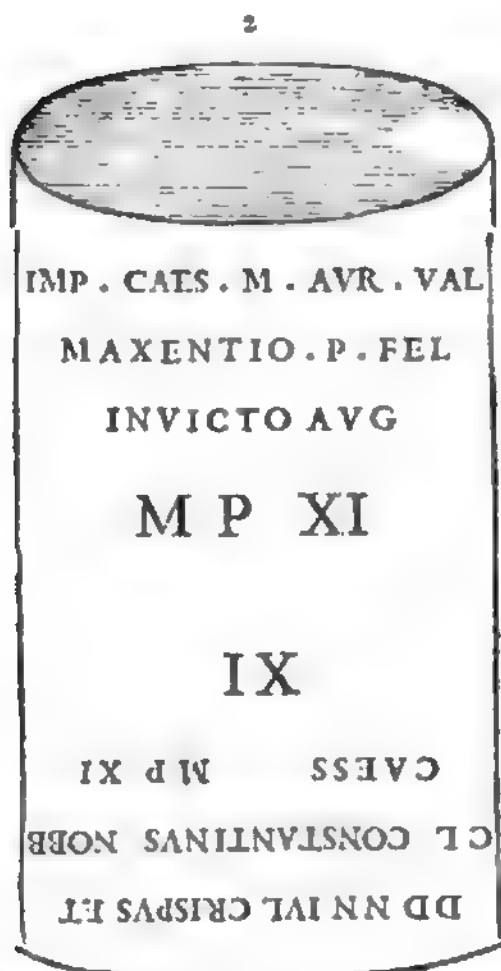 2
IMP . CAES . M . AVR . VAL
MAXENTIO . P . FEL
INVICTO AVG
M P XI
DD NN IVL CRISPVS ET
CL CONSTANTINVS NOBB
CAESS M P XI
XI